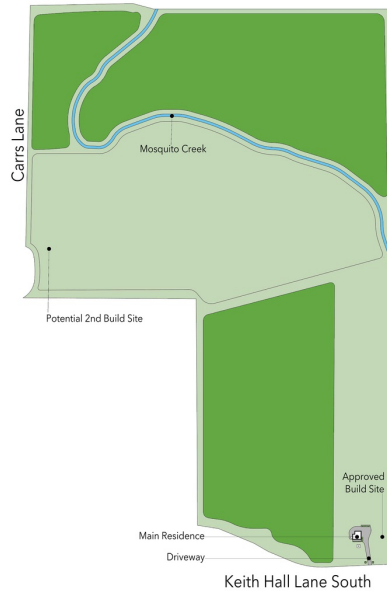 Carrs Lane
Mosquito Creek
Potential 2nd Build Site
Approved
Build Site
Main Residence
Driveway
Keith Hall Lane South